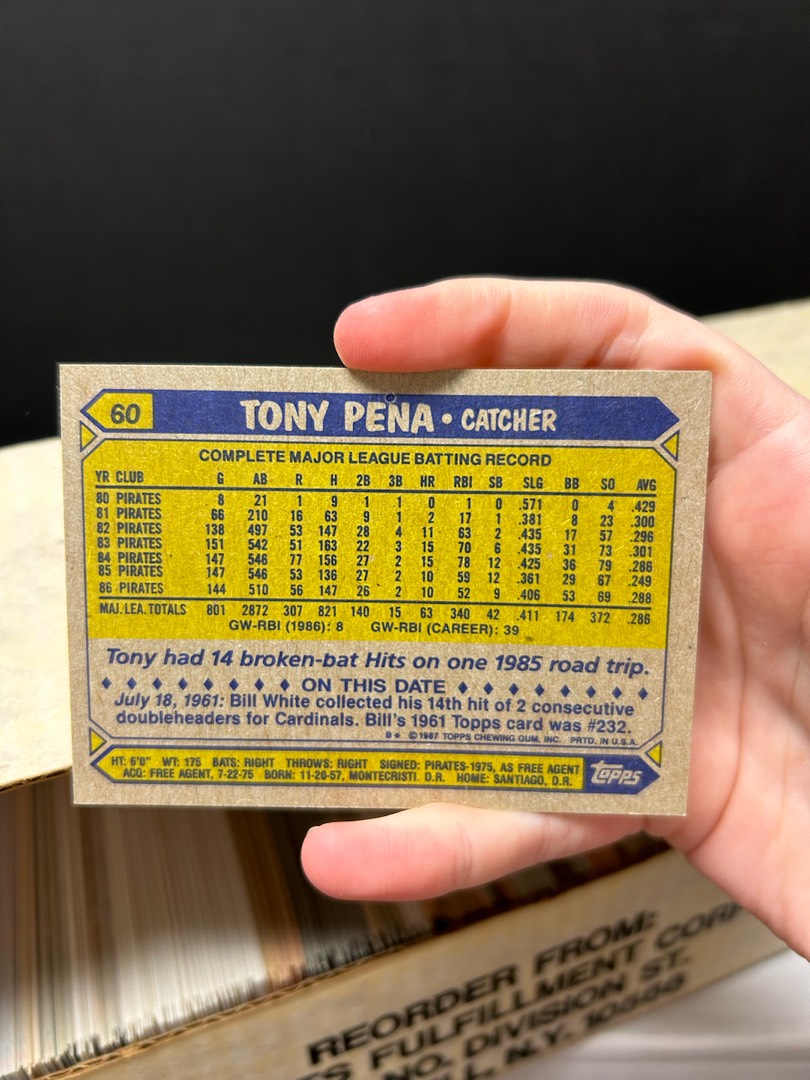 60 TONY PENA • CATCHER
COMPLETE MAJOR LEAGUE BATTING RECORD
YR CLUB G AB R H 2B 3B HR RBI SB SLG BB SO AVG
80 PIRATES 8 21 1 9 1 1 0 1 0 .571 0 4 .429
81 PIRATES 66 210 16 63 9 1 2 17 1 .381 8 23 .300
82 PIRATES 138 497 53 147 28 4 11 63 2 .435 17 57 .296
83 PIRATES 151 542 51 163 22 3 15 70 6 .435 31 73 .301
84 PIRATES 147 546 77 156 27 2 15 78 12 .425 36 79 .286
85 PIRATES 147 546 53 136 27 2 10 59 12 .361 29 67 .249
86 PIRATES 144 510 56 147 26 2 10 52 9 .406 53 69 .288
MAJ. LEA. TOTALS 801 2872 307 821 140 15 63 340 42 .411 174 372 .286
GW-RBI (1986): 8 GW-RBI (CAREER): 39
Tony had 14 broken-bat Hits on one 1985 road trip.
♦ ♦ ♦ ♦ ♦ ♦ ♦ ♦ ON THIS DATE ♦ ♦ ♦ ♦ ♦ ♦ ♦ ♦
July 18, 1961: Bill White collected his 14th hit of 2 consecutive
doubleheaders for Cardinals. Bill's 1961 Topps card was #232.
B* ©1987 TOPPS CHEWING GUM, INC. PRTD. IN U.S.A.
HT: 6'0" WT: 175 BATS: RIGHT THROWS: RIGHT SIGNED: PIRATES-1975, AS FREE AGENT
ACQ: FREE AGENT, 7-22-75 BORN: 11-20-57, MONTECRISTI, D.R. HOME: SANTIAGO, D.R.
topps
REORDER FROM:
FULFILLMENT CORP
NO. DIVISION ST.
N.Y.